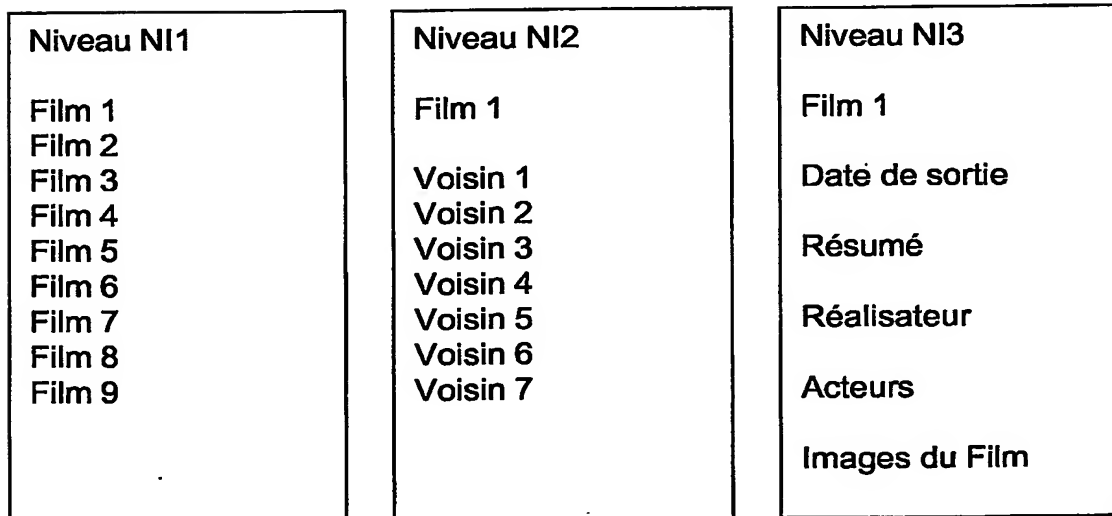 Niveau NI1
Film 1
Film 2
Film 3
Film 4
Film 5
Film 6
Film 7
Film 8
Film 9
Niveau NI2
Film 1
Voisin 1
Voisin 2
Voisin 3
Voisin 4
Voisin 5
Voisin 6
Voisin 7
Niveau NI3
Film 1
Date de sortie
Résumé
Réalisateur
Acteurs
Images du Film